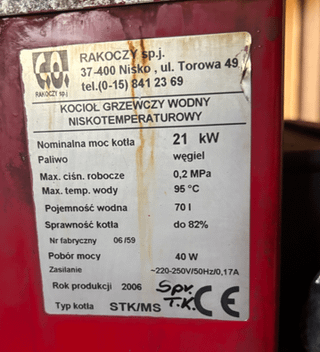 RAKOCZY sp.j.
37-400 Nisko, ul. Torowa 49
tel.(0-15) 841 23 69
RAKOCZY sp.j
KOCIOŁ GRZEWCZY WODNY
NISKOTEMPERATUROWY
Nominalna moc kotła 21 kW
Paliwo węgiel
Max. ciśn. robocze 0,2 MPa
Max. temp. wody 95 °C
Pojemność wodna 70 l
Sprawność kotła do 82%
Nr fabryczny 06/59
Pobór mocy 40 W
Zasilanie ~220-250V/50Hz/0,17A
Rok produkcji 2006 Spr.
Typ kotła STK/MS T.K. CE